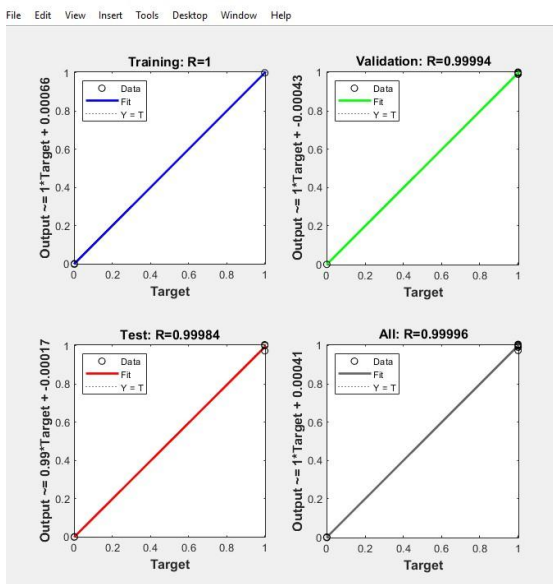 File Edit View Insert Tools Desktop Window Help
Training: R=1
Output ~= 1*Target + 0.00066
Data
Fit
Y = T
1
0.8
0.6
0.4
0.2
0
0 0.2 0.4 0.6 0.8 1
Target
Validation: R=0.99994
Output ~= 1*Target + -0.00043
Data
Fit
Y = T
1
0.8
0.6
0.4
0.2
0
0 0.2 0.4 0.6 0.8 1
Target
Test: R=0.99984
Output ~= 0.99*Target + -0.00017
Data
Fit
Y = T
1
0.8
0.6
0.4
0.2
0
0 0.2 0.4 0.6 0.8 1
Target
All: R=0.99996
Output ~= 1*Target + 0.00041
Data
Fit
Y = T
1
0.8
0.6
0.4
0.2
0
0 0.2 0.4 0.6 0.8 1
Target